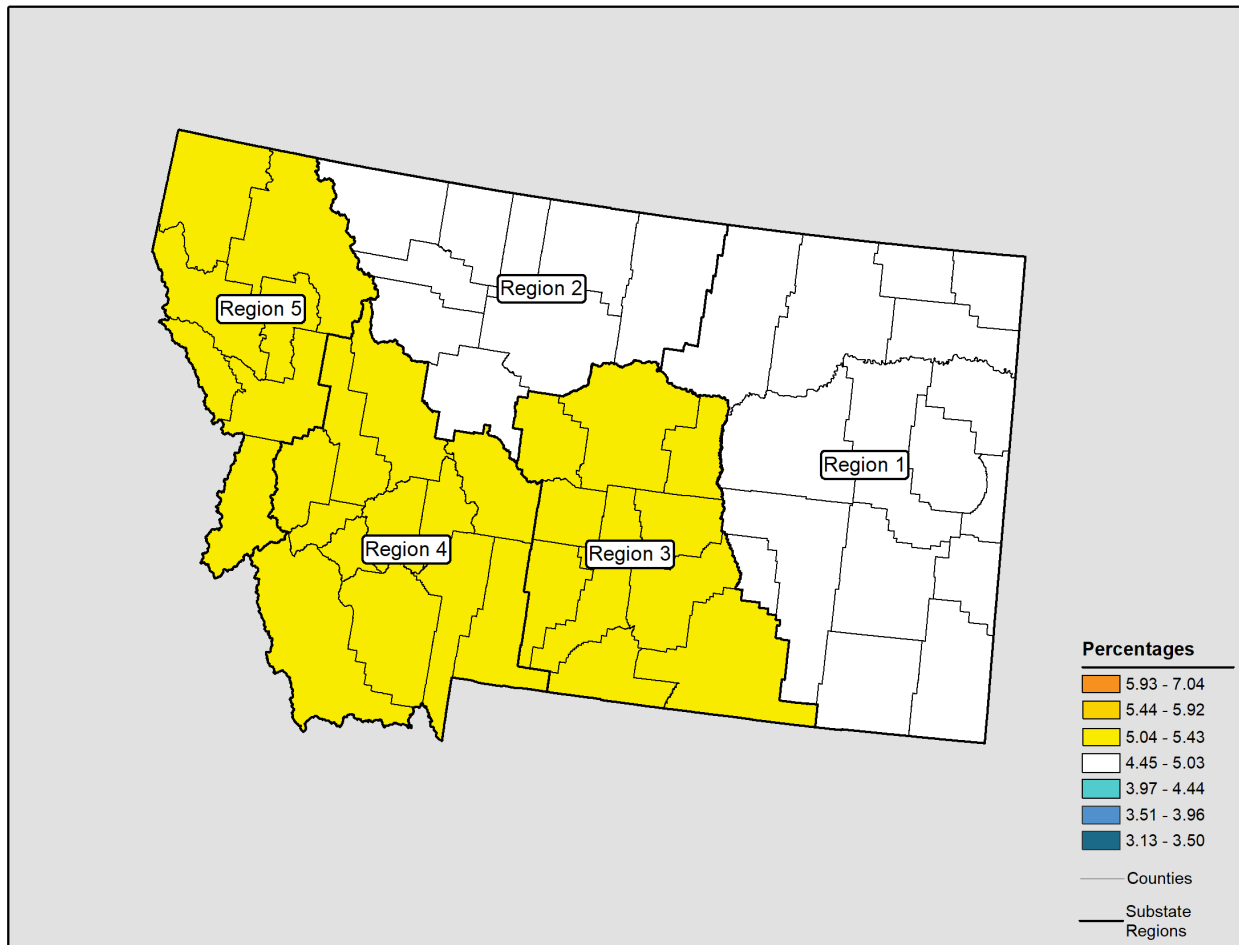 Region 2
Region 5
Region 1
Region 4
Region 3
Percentages
5.93 - 7.04
5.44 - 5.92
5.04 - 5.43
4.45 - 5.03
3.97 - 4.44
3.51 - 3.96
3.13 - 3.50
Counties
Substate
Regions